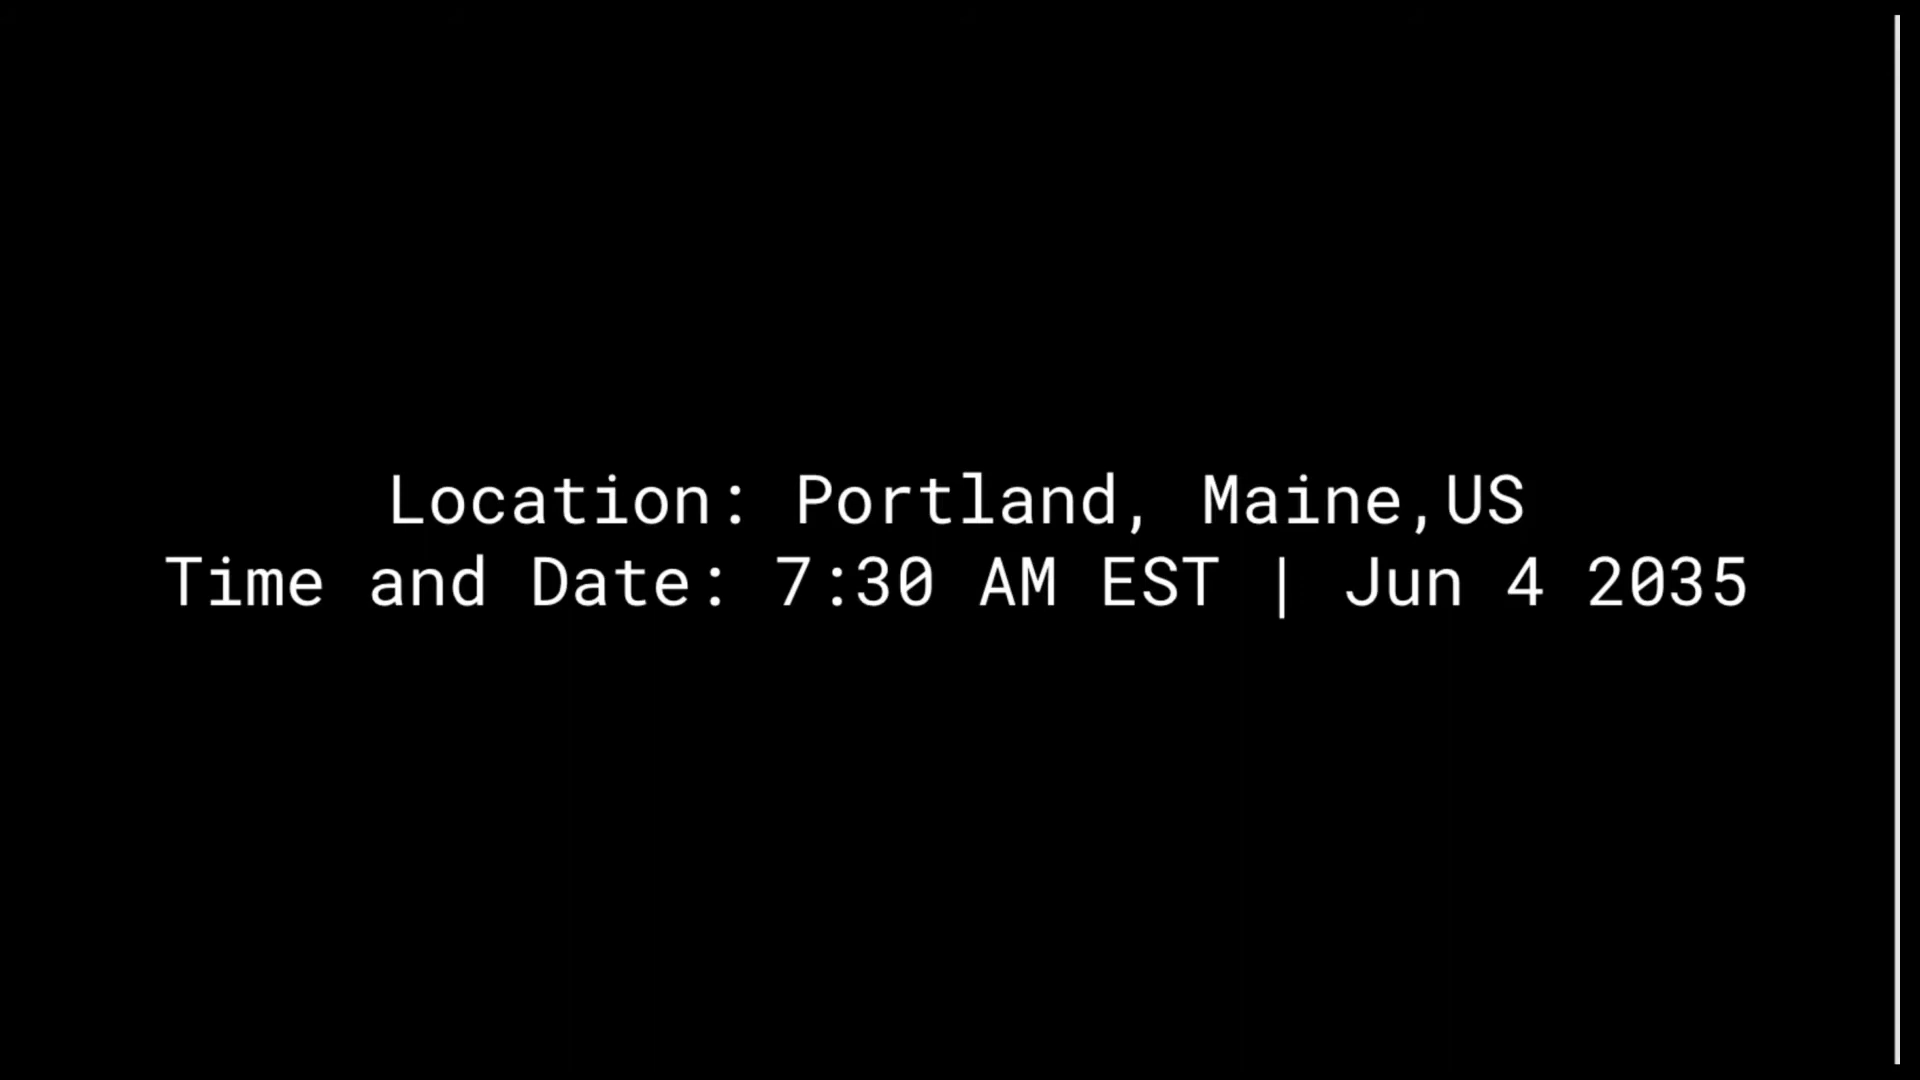 Location: Portland, Maine,US
Time and Date: 7:30 AM EST | Jun 4 2035